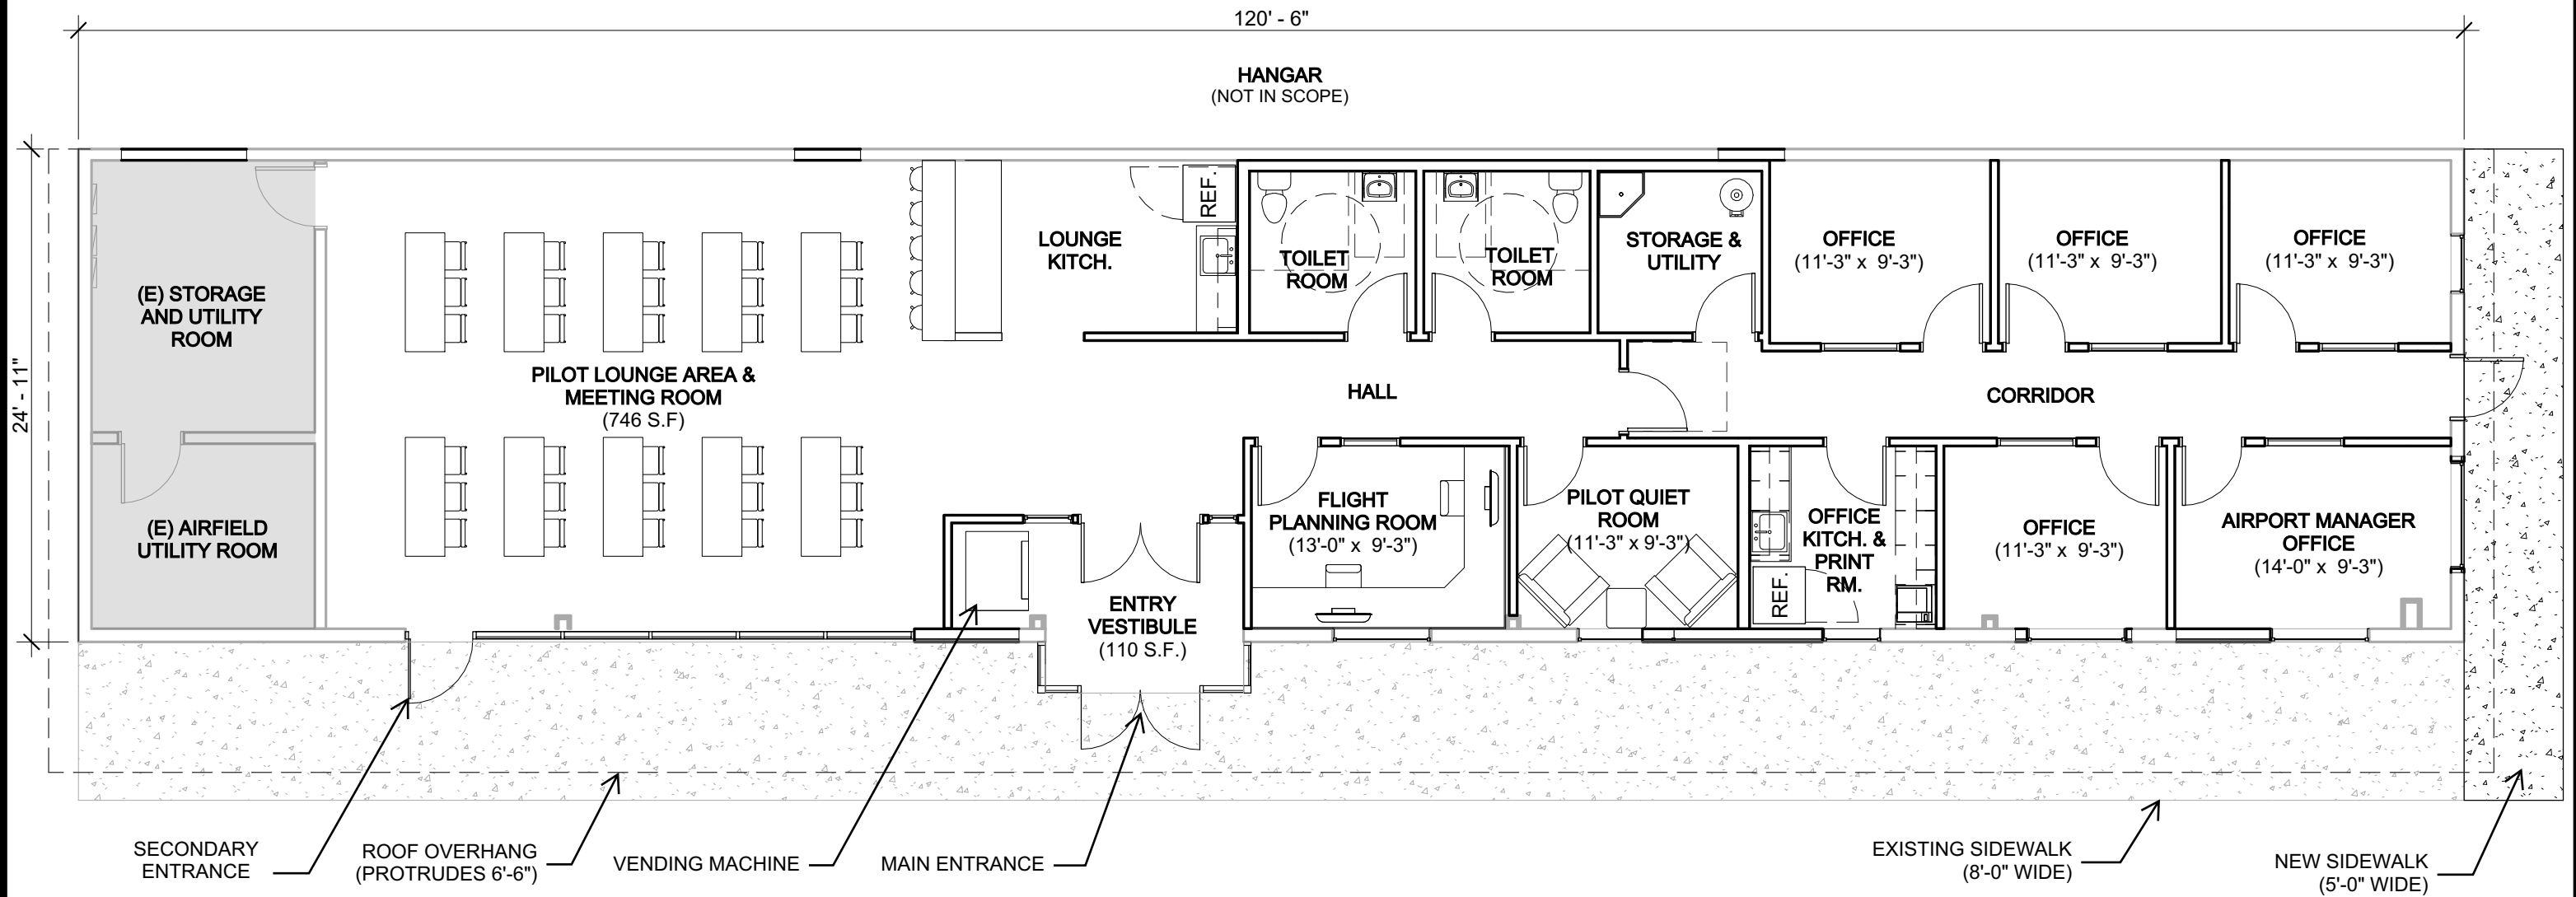 120' - 6"
HANGAR
(NOT IN SCOPE)
24' - 11"
(E) STORAGE
AND UTILITY
ROOM
(E) AIRFIELD
UTILITY ROOM
PILOT LOUNGE AREA &
MEETING ROOM
(746 S.F)
LOUNGE
KITCH.
REF.
TOILET
ROOM
TOILET
ROOM
STORAGE &
UTILITY
OFFICE
(11'-3" x 9'-3")
OFFICE
(11'-3" x 9'-3")
OFFICE
(11'-3" x 9'-3")
HALL
CORRIDOR
ENTRY
VESTIBULE
(110 S.F.)
FLIGHT
PLANNING ROOM
(13'-0" x 9'-3")
PILOT QUIET
ROOM
(11'-3" x 9'-3")
OFFICE
KITCH. &
PRINT
RM.
REF.
OFFICE
(11'-3" x 9'-3")
AIRPORT MANAGER
OFFICE
(14'-0" x 9'-3")
SECONDARY
ENTRANCE
ROOF OVERHANG
(PROTRUDES 6'-6")
VENDING MACHINE
MAIN ENTRANCE
EXISTING SIDEWALK
(8'-0" WIDE)
NEW SIDEWALK
(5'-0" WIDE)